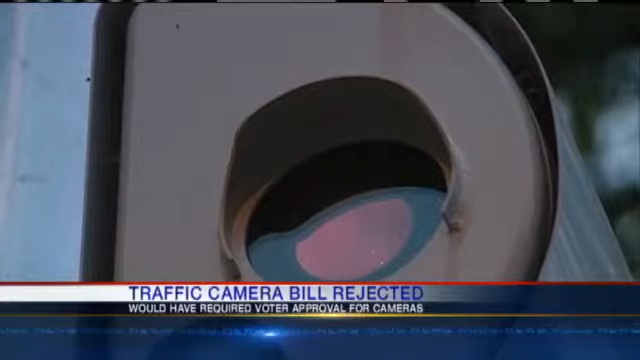 TRAFFIC CAMERA BILL REJECTED
WOULD HAVE REQUIRED VOTER APPROVAL FOR CAMERAS